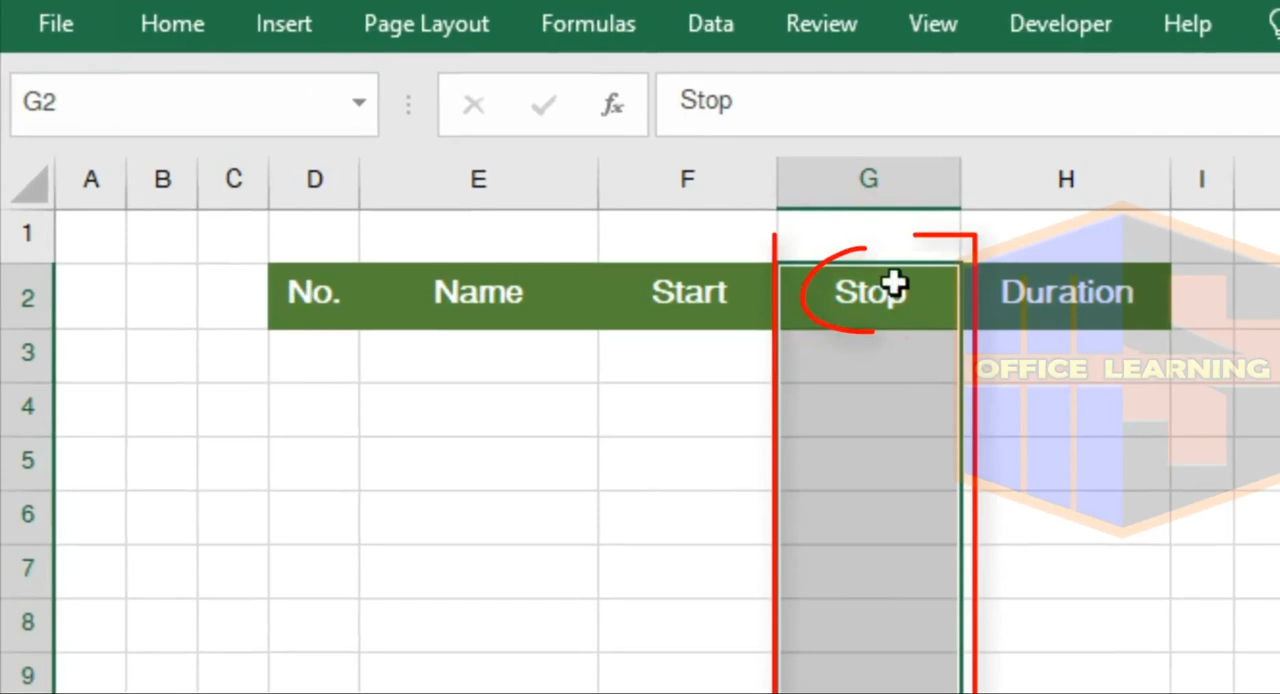 File Home Insert Page Layout Formulas Data Review View Developer Help
G2 fx Stop
A B C D E F G H I
1
2 No. Name Start Stop Duration
3
OFFICE LEARNING
4
5
6
7
8
9